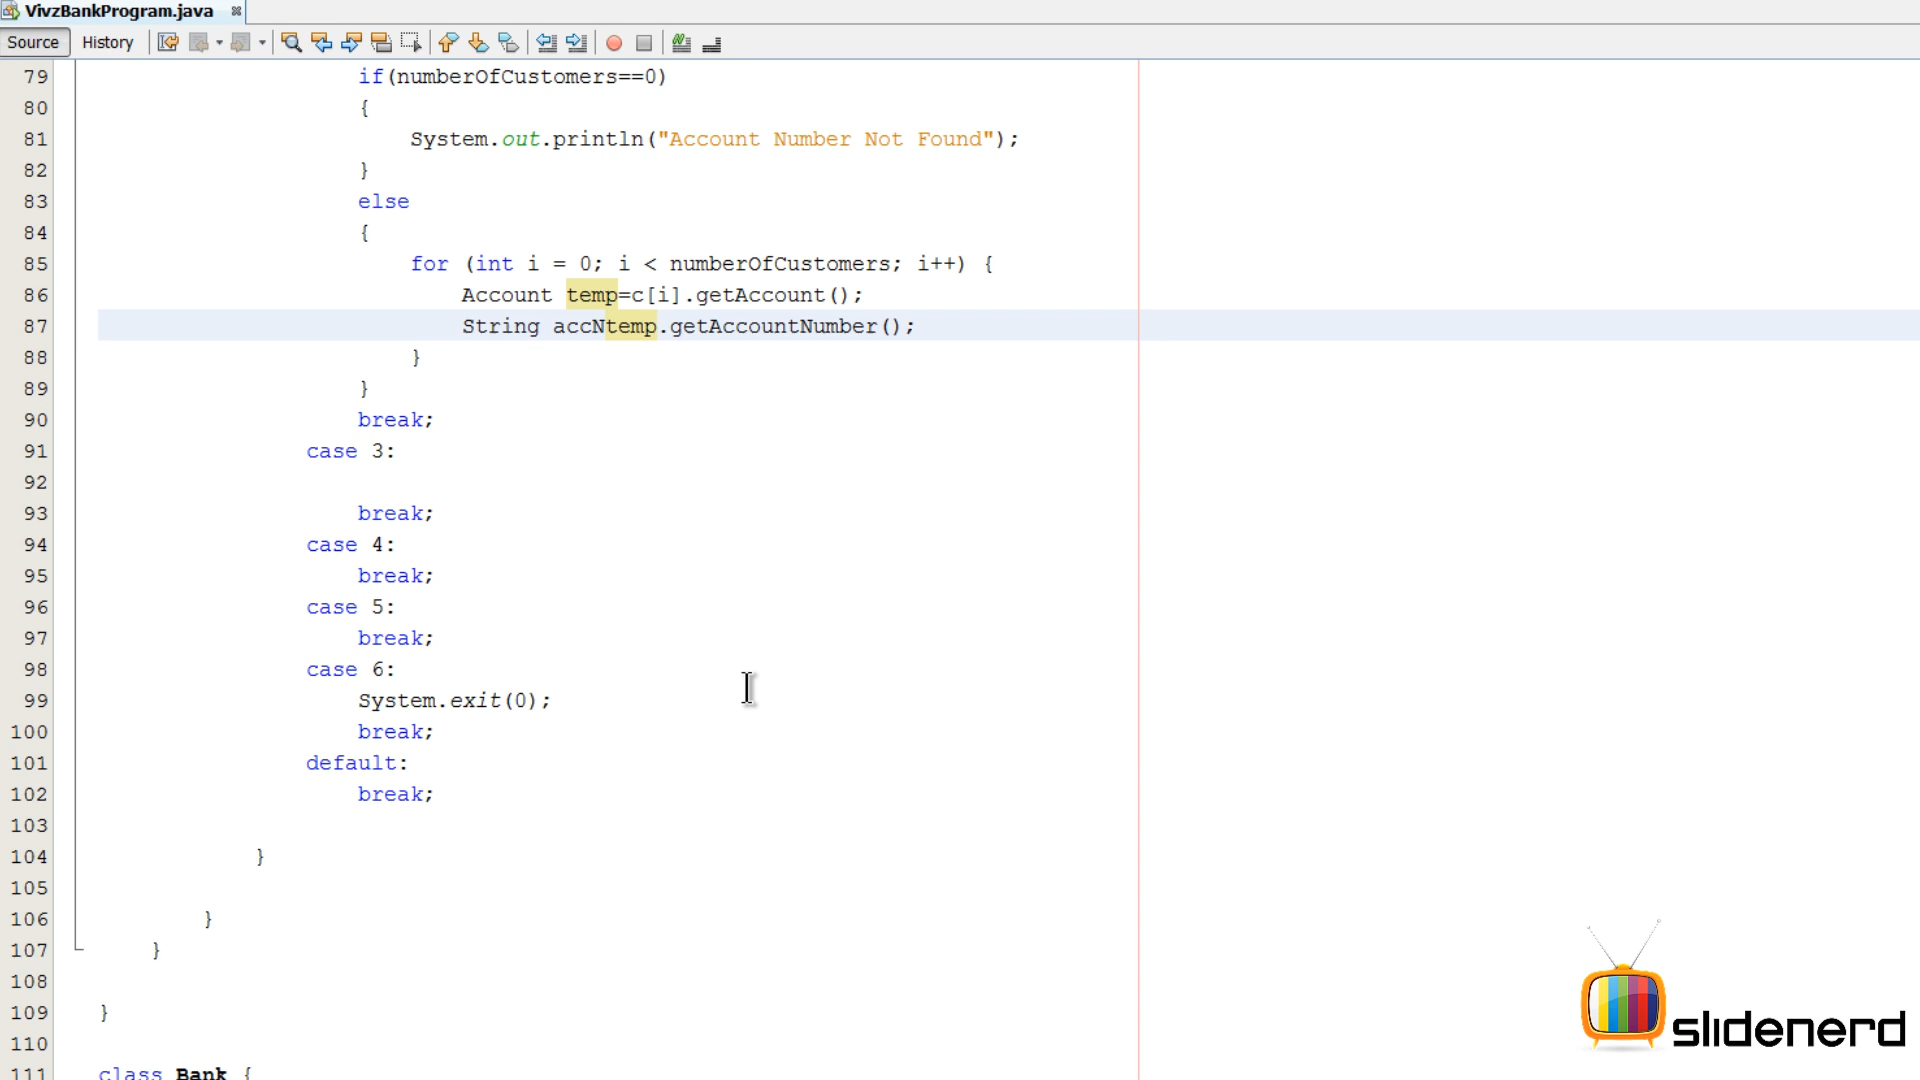 VivzBankProgram.java
Source History
79 if(numberOfCustomers==0)
80 {
81 System.out.println("Account Number Not Found");
82 }
83 else
84 {
85 for (int i = 0; i < numberOfCustomers; i++) {
86 Account temp=c[i].getAccount();
87 String accNtemp.getAccountNumber();
88 }
89 }
90 break;
91 case 3:
92
93 break;
94 case 4:
95 break;
96 case 5:
97 break;
98 case 6:
99 System.exit(0);
100 break;
101 default:
102 break;
103
104 }
105
106 }
107 }
108
109 }
110
111 class Bank {
slidenerd